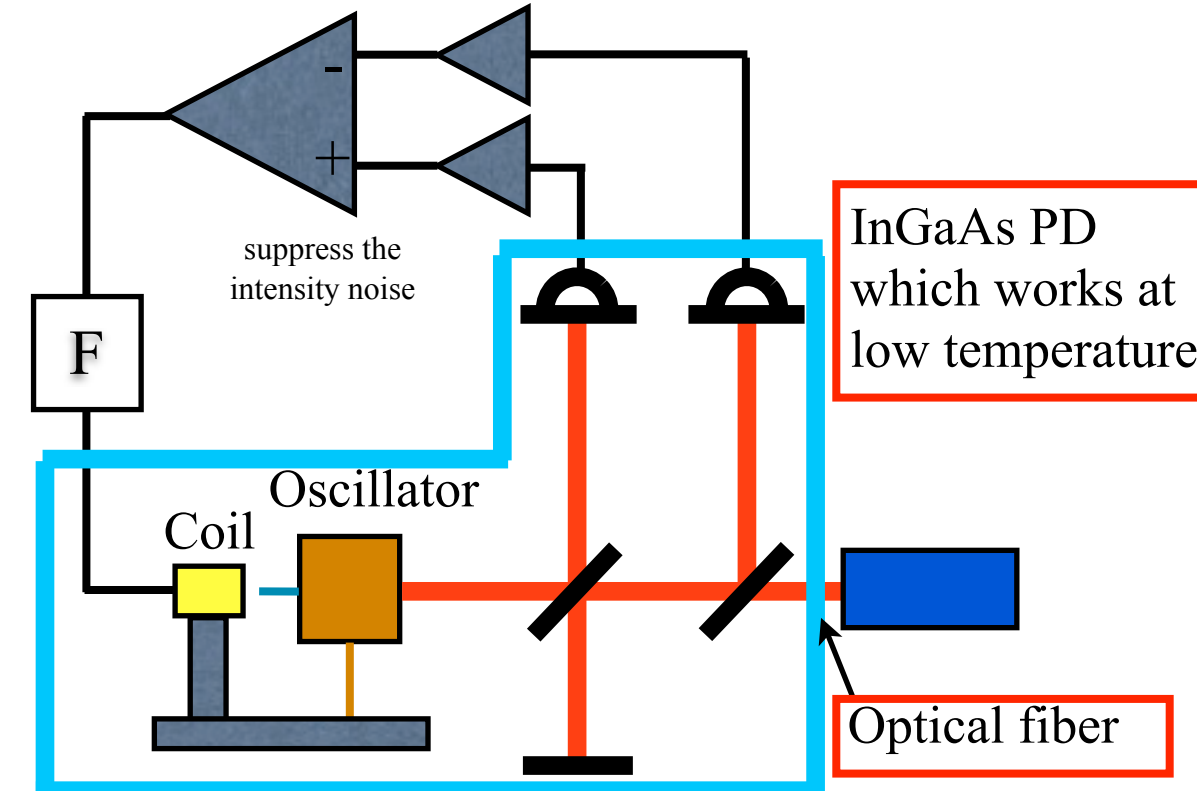 -
+
suppress the
intensity noise
InGaAs PD
which works at
low temperature
F
Oscillator
Coil
Optical fiber